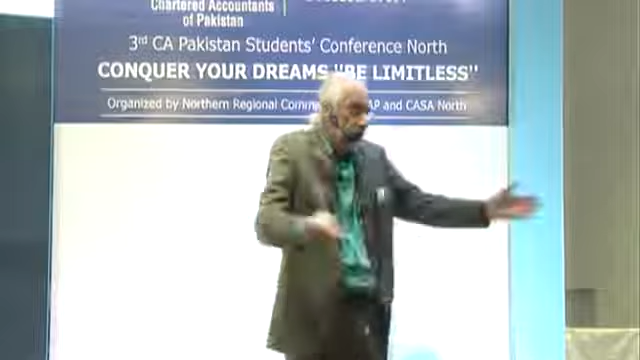 Chartered Accountants
of Pakistan
3rd CA Pakistan Students' Conference North
CONQUER YOUR DREAMS "BE LIMITLESS"
Organized by Northern Regional Comm AP and CASA North